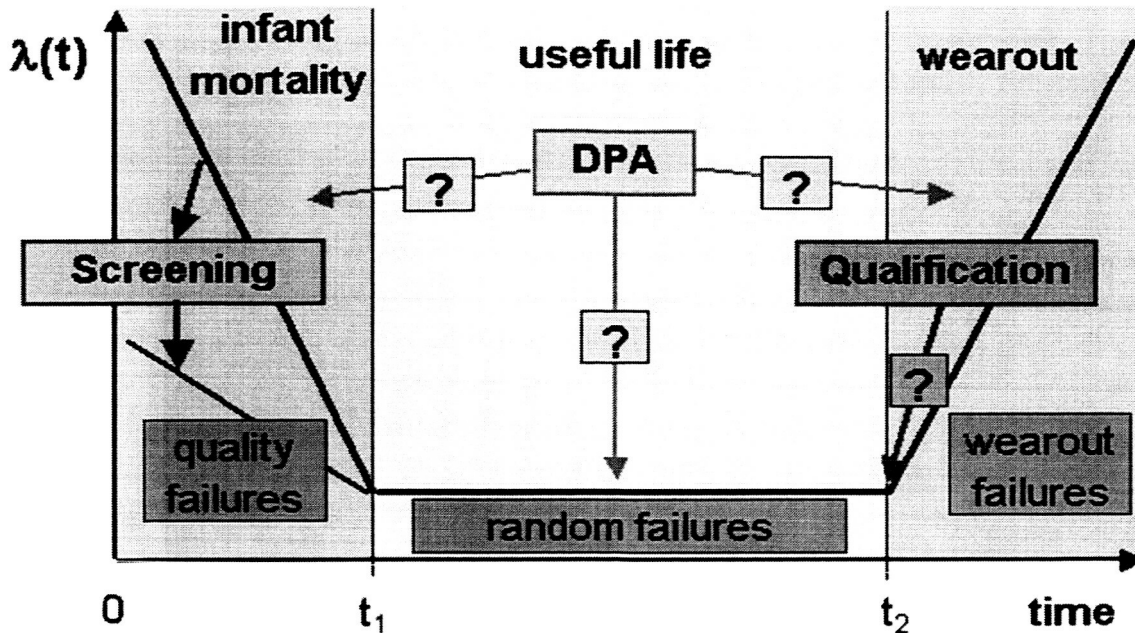 λ(t)
infant
mortality
useful life
wearout
DPA
?
?
Screening
Qualification
?
?
quality
failures
wearout
failures
random failures
0
t₁
t₂
time